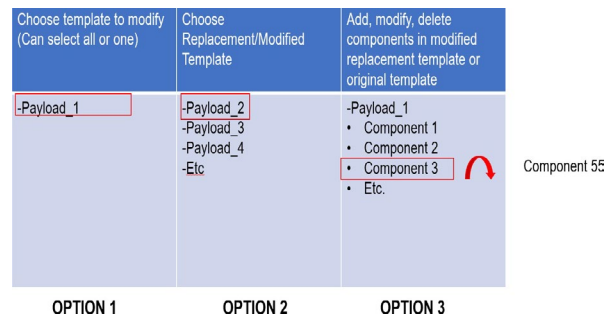 Choose template to modify
(Can select all or one)
Choose
Replacement/Modified
Template
Add, modify, delete
components in modified
replacement template or
original template
-Payload_1
-Payload_2
-Payload_3
-Payload_4
-Etc
-Payload_1
• Component 1
• Component 2
• Component 3
• Etc.
Component 55
OPTION 1
OPTION 2
OPTION 3